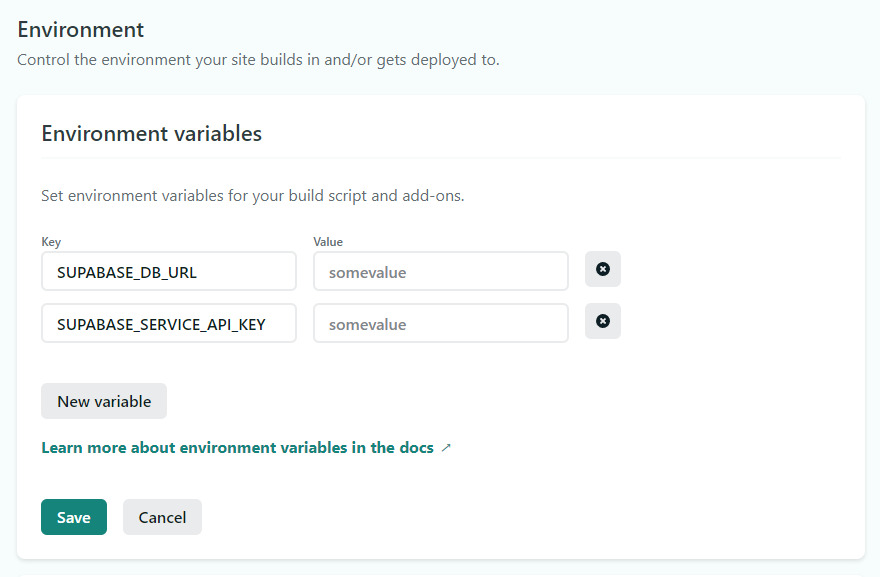 Environment
Control the environment your site builds in and/or gets deployed to.
Environment variables
Set environment variables for your build script and add-ons.
Key Value
SUPABASE_DB_URL somevalue
SUPABASE_SERVICE_API_KEY somevalue
New variable
Learn more about environment variables in the docs ↗
Save Cancel